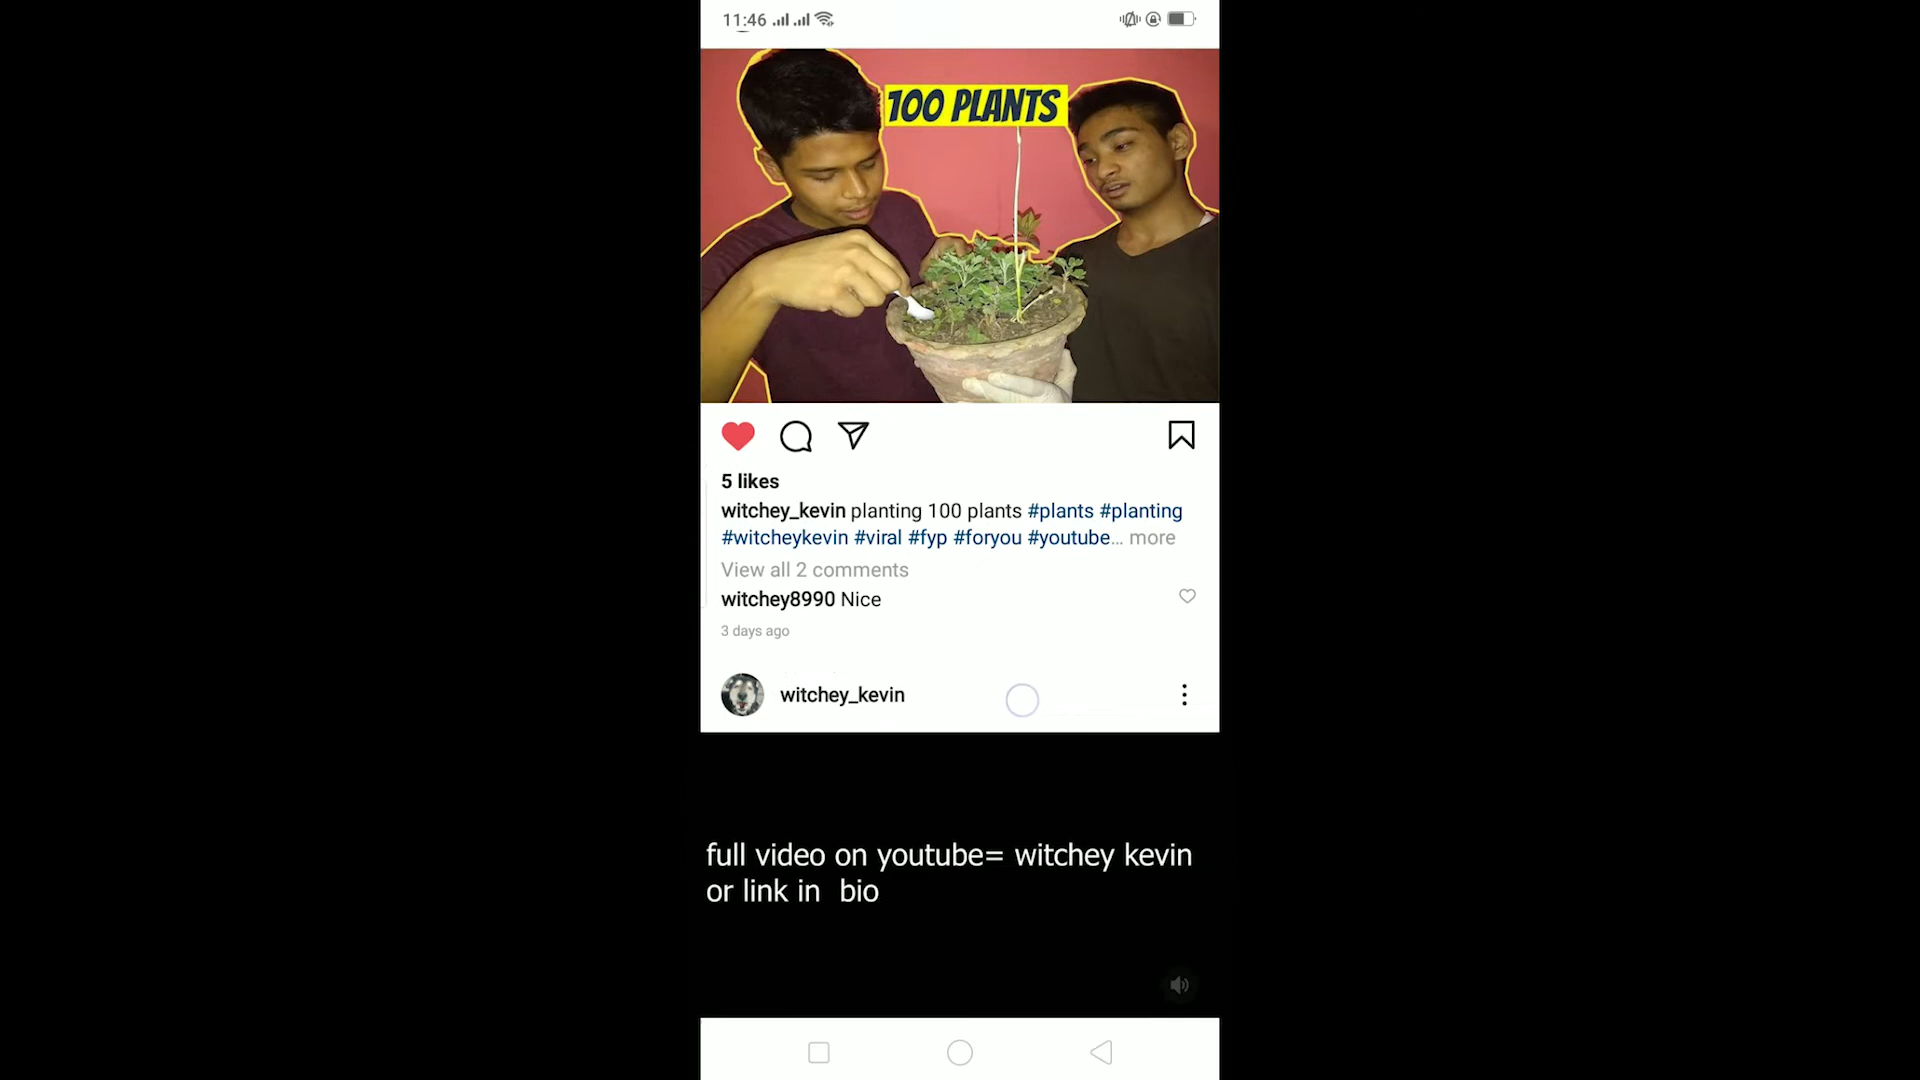 11:46
100 PLANTS
5 likes
witchey_kevin planting 100 plants #plants #planting
#witcheykevin #viral #fyp #foryou #youtube... more
View all 2 comments
witchey8990 Nice
3 days ago
witchey_kevin
full video on youtube= witchey kevin
or link in  bio